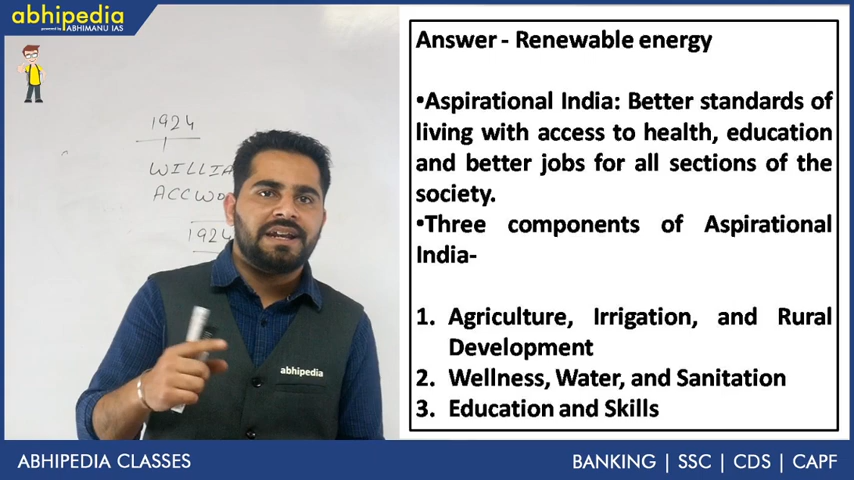 abhipedia
powered by ABHIMANU IAS
1924
WILLIA
ACCWO
1924
abhipedia
Answer - Renewable energy
•Aspirational India: Better standards of
living with access to health, education
and better jobs for all sections of the
society.
•Three components of Aspirational
India-
1. Agriculture, Irrigation, and Rural
Development
2. Wellness, Water, and Sanitation
3. Education and Skills
ABHIPEDIA CLASSES
BANKING | SSC | CDS | CAPF